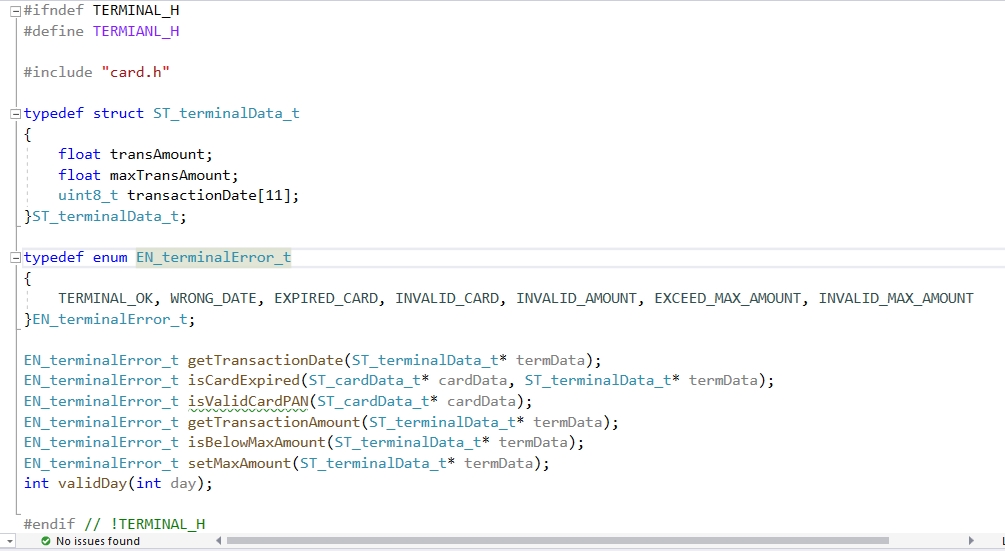 #ifndef TERMINAL_H
#define TERMIANL_H
#include "card.h"
typedef struct ST_terminalData_t
{
float transAmount;
float maxTransAmount;
uint8_t transactionDate[11];
}ST_terminalData_t;
typedef enum EN_terminalError_t
{
TERMINAL_OK, WRONG_DATE, EXPIRED_CARD, INVALID_CARD, INVALID_AMOUNT, EXCEED_MAX_AMOUNT, INVALID_MAX_AMOUNT
}EN_terminalError_t;
EN_terminalError_t getTransactionDate(ST_terminalData_t* termData);
EN_terminalError_t isCardExpired(ST_cardData_t* cardData, ST_terminalData_t* termData);
EN_terminalError_t isValidCardPAN(ST_cardData_t* cardData);
EN_terminalError_t getTransactionAmount(ST_terminalData_t* termData);
EN_terminalError_t isBelowMaxAmount(ST_terminalData_t* termData);
EN_terminalError_t setMaxAmount(ST_terminalData_t* termData);
int validDay(int day);
#endif // !TERMINAL_H
No issues found